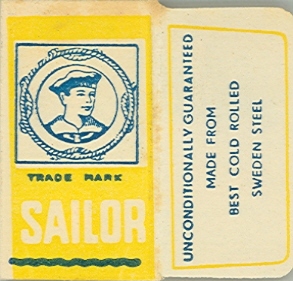 TRADE MARK
SAILOR
UNCONDITIONALLY GUARANTEED
MADE FROM
BEST COLD ROLLED
SWEDEN STEEL